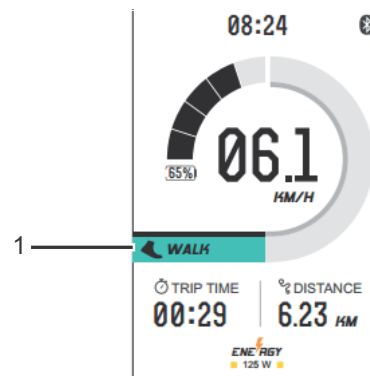 08:24
65%
06.1
KM/H
1
WALK
TRIP TIME
DISTANCE
00:29
6.23 KM
ENERGY
125 W